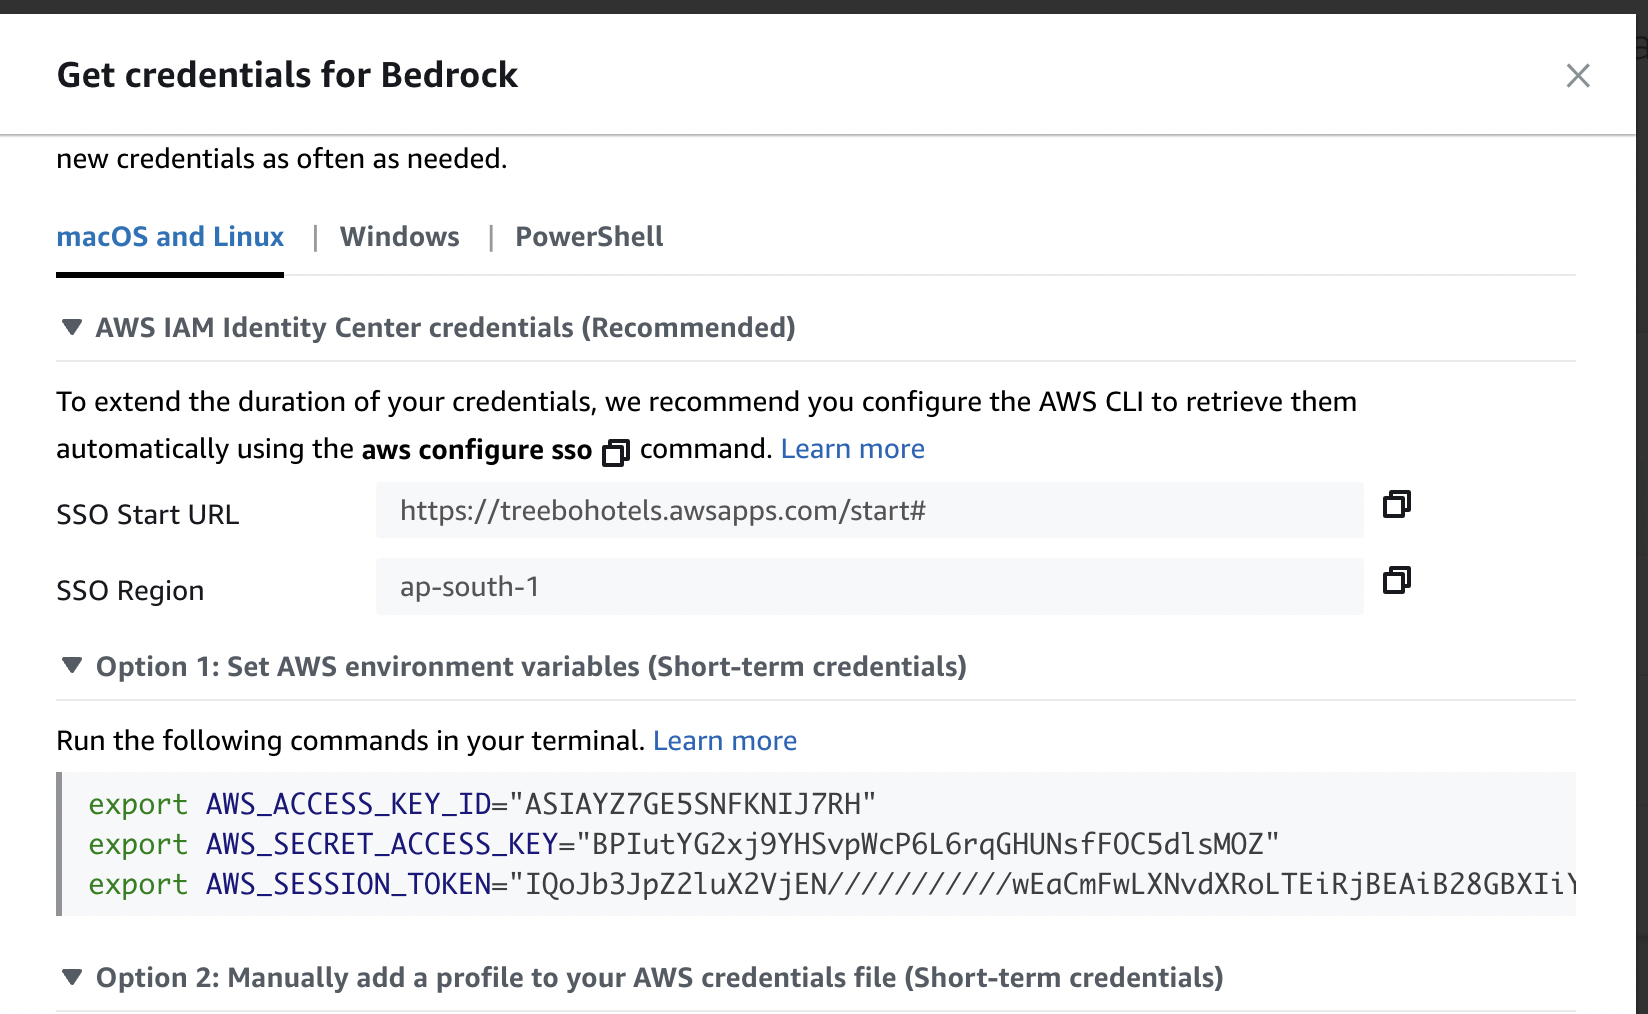 Get credentials for Bedrock
new credentials as often as needed.
macOS and Linux | Windows | PowerShell
AWS IAM Identity Center credentials (Recommended)
To extend the duration of your credentials, we recommend you configure the AWS CLI to retrieve them
automatically using the aws configure sso command. Learn more
SSO Start URL https://treebohotels.awsapps.com/start#
SSO Region ap-south-1
Option 1: Set AWS environment variables (Short-term credentials)
Run the following commands in your terminal. Learn more
export AWS_ACCESS_KEY_ID="ASIAYZ7GE5SNFKNIJ7RH"
export AWS_SECRET_ACCESS_KEY="BPIutYG2xj9YHSvpWcP6L6rqGHUNsfFOC5dlsMOZ"
export AWS_SESSION_TOKEN="IQoJb3JpZ2luX2VjEN///////////wEaCmFwLXNvdXRoLTEiRjBEAiB28GBXIiY
Option 2: Manually add a profile to your AWS credentials file (Short-term credentials)